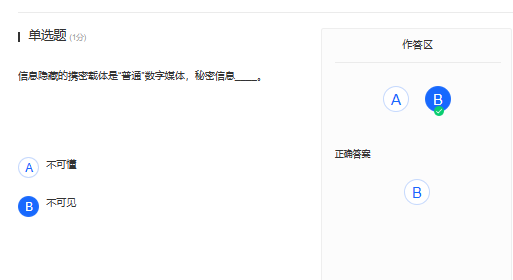 单选题 (1分)
信息隐藏的携密载体是“普通”数字媒体，秘密信息_____。
A 不可懂
B 不可见
作答区
A B
正确答案
B